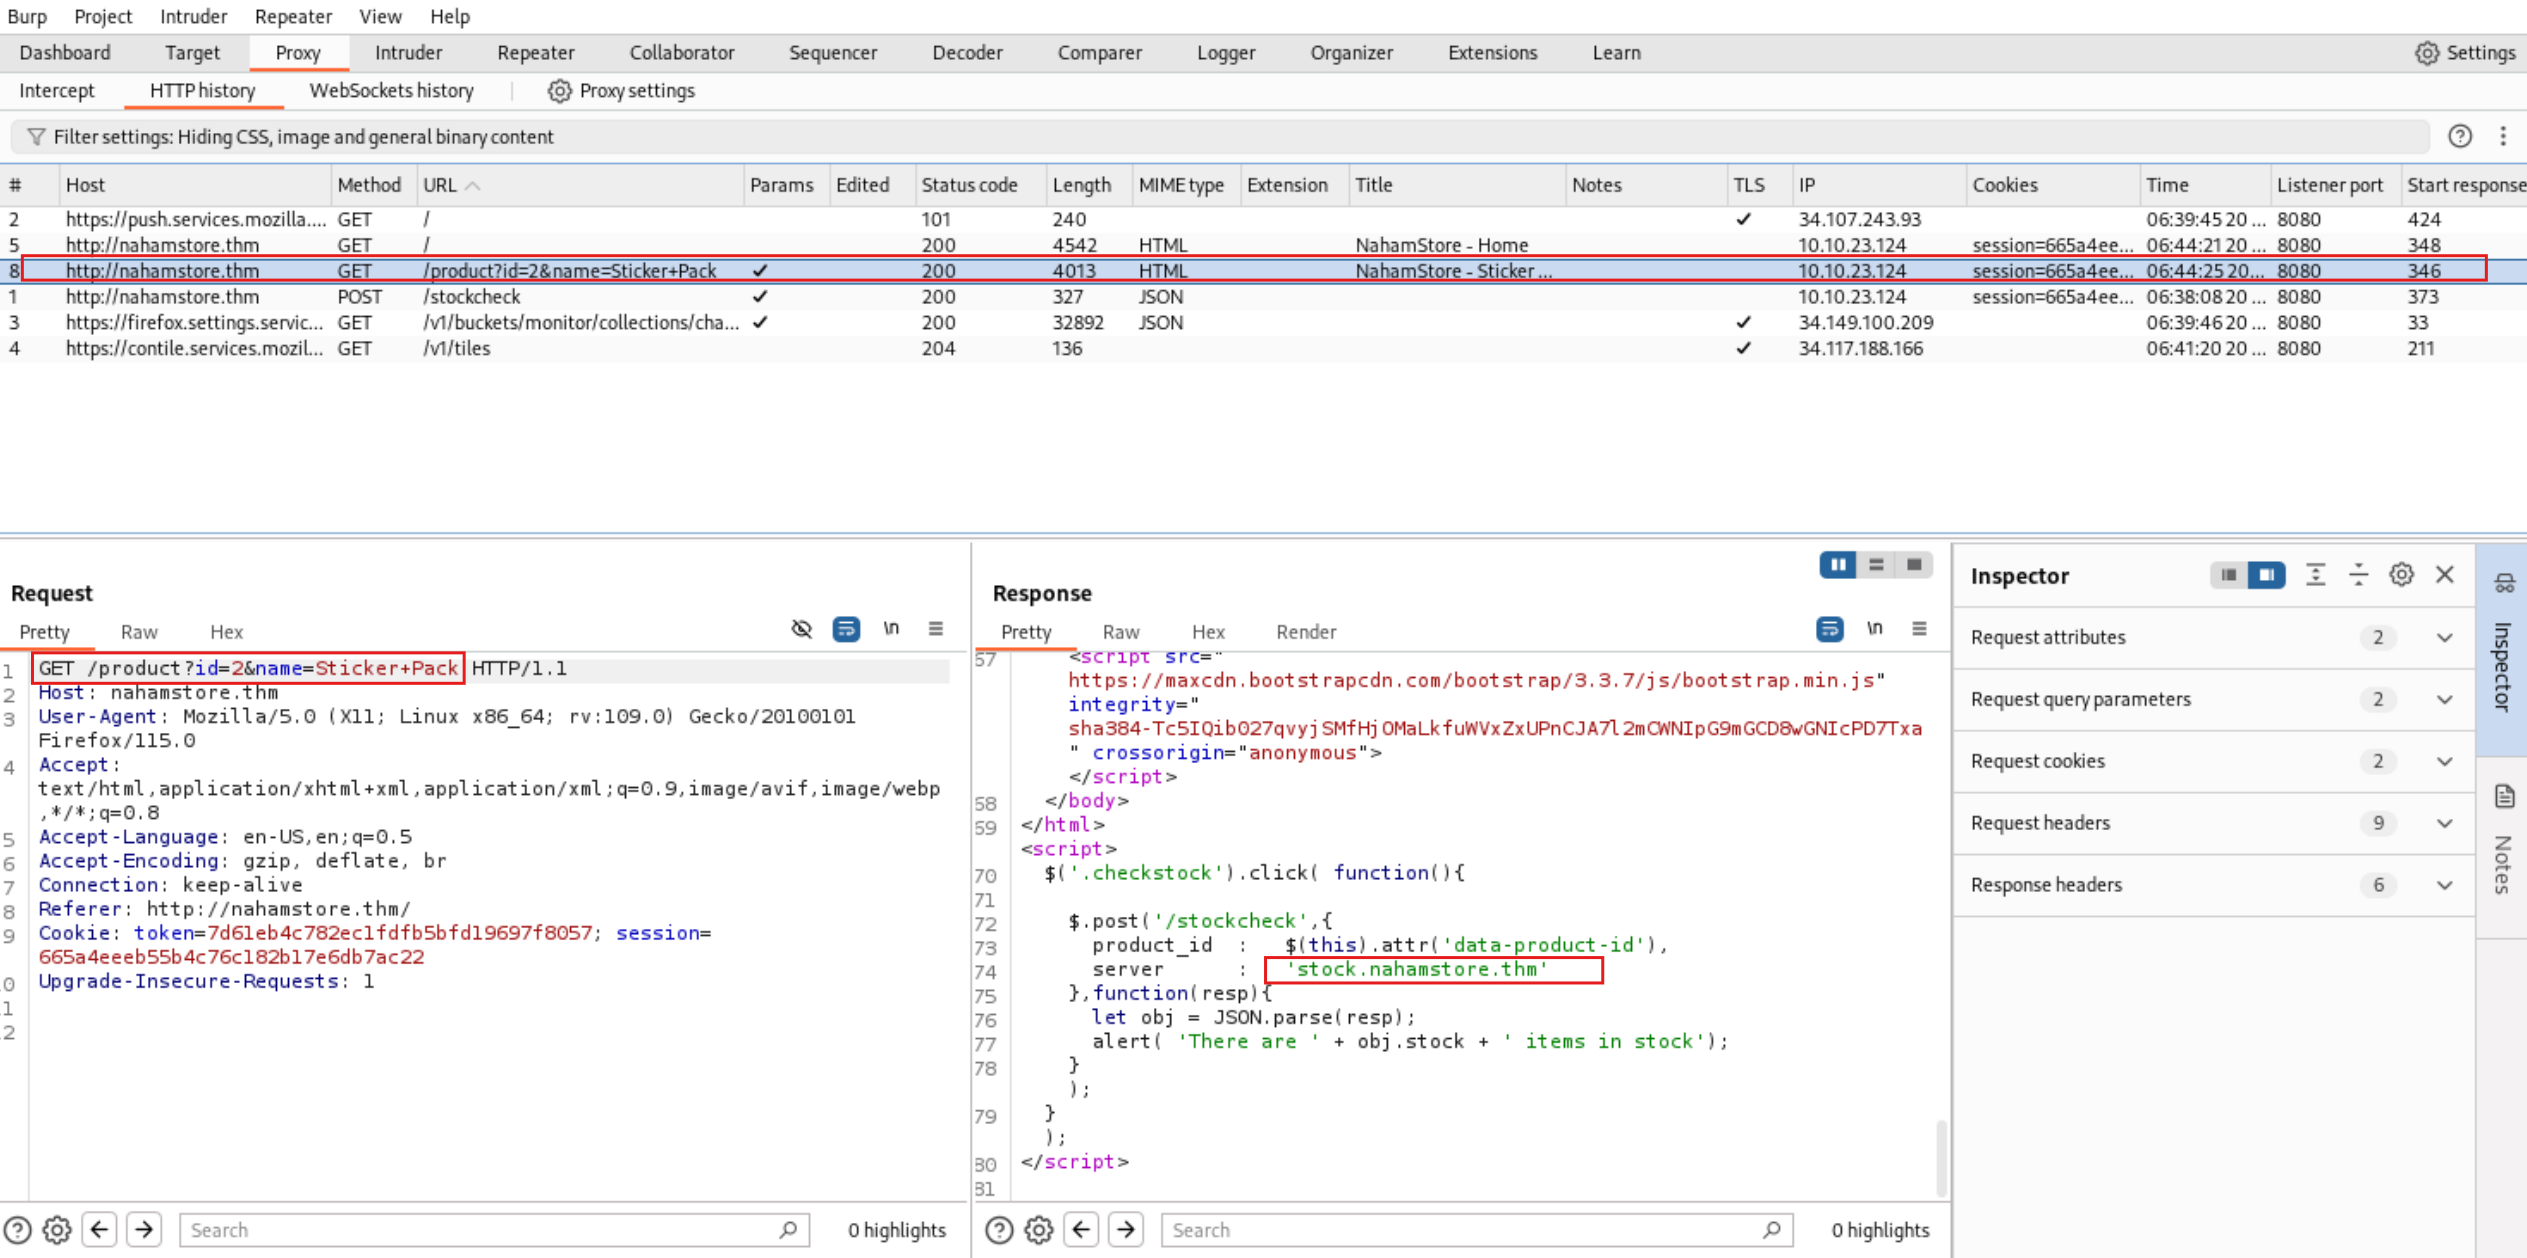 Burp Project Intruder Repeater View Help
Dashboard Target Proxy Intruder Repeater Collaborator Sequencer Decoder Comparer Logger Organizer Extensions Learn Settings
Intercept HTTP history WebSockets history Proxy settings
Filter settings: Hiding CSS, image and general binary content
# Host Method URL Params Edited Status code Length MIME type Extension Title Notes TLS IP Cookies Time Listener port Start response
2 https://push.services.mozilla.... GET / 101 240 ✓ 34.107.243.93 06:39:45 20 ... 8080 424
5 http://nahamstore.thm GET / 200 4542 HTML NahamStore - Home 10.10.23.124 session=665a4ee... 06:44:21 20 ... 8080 348
8 http://nahamstore.thm GET /product?id=2&name=Sticker+Pack ✓ 200 4013 HTML NahamStore - Sticker ... 10.10.23.124 session=665a4ee... 06:44:25 20 ... 8080 346
1 http://nahamstore.thm POST /stockcheck ✓ 200 327 JSON 10.10.23.124 session=665a4ee... 06:38:08 20 ... 8080 373
3 https://firefox.settings.servic... GET /v1/buckets/monitor/collections/cha... ✓ 200 32892 JSON ✓ 34.149.100.209 06:39:46 20 ... 8080 33
4 https://contile.services.mozil... GET /v1/tiles 204 136 ✓ 34.117.188.166 06:41:20 20 ... 8080 211
Request
Pretty Raw Hex \n
1 GET /product?id=2&name=Sticker+Pack HTTP/1.1
2 Host: nahamstore.thm
3 User-Agent: Mozilla/5.0 (X11; Linux x86_64; rv:109.0) Gecko/20100101
Firefox/115.0
4 Accept:
text/html,application/xhtml+xml,application/xml;q=0.9,image/avif,image/webp
,*/*;q=0.8
5 Accept-Language: en-US,en;q=0.5
6 Accept-Encoding: gzip, deflate, br
7 Connection: keep-alive
8 Referer: http://nahamstore.thm/
9 Cookie: token=7d61eb4c782ec1fdfb5bfd19697f8057; session=
665a4eeeb55b4c76c182b17e6db7ac22
0 Upgrade-Insecure-Requests: 1
1
2
Search 0 highlights
Response
Pretty Raw Hex Render \n
67 <script src="
https://maxcdn.bootstrapcdn.com/bootstrap/3.3.7/js/bootstrap.min.js"
integrity="
sha384-Tc5IQib027qvyjSMfHjOMaLkfuWVxZxUPnCJA7l2mCWNIpG9mGCD8wGNIcPD7Txa
" crossorigin="anonymous">
</script>
68 </body>
69 </html>
<script>
70 $('.checkstock').click( function(){
71
72 $.post('/stockcheck',{
73 product_id : $(this).attr('data-product-id'),
74 server : 'stock.nahamstore.thm'
75 },function(resp){
76 let obj = JSON.parse(resp);
77 alert( 'There are ' + obj.stock + ' items in stock');
78 }
);
79 }
);
80 </script>
81
Search 0 highlights
Inspector
Request attributes 2
Request query parameters 2
Request cookies 2
Request headers 9
Response headers 6
Inspector
Notes